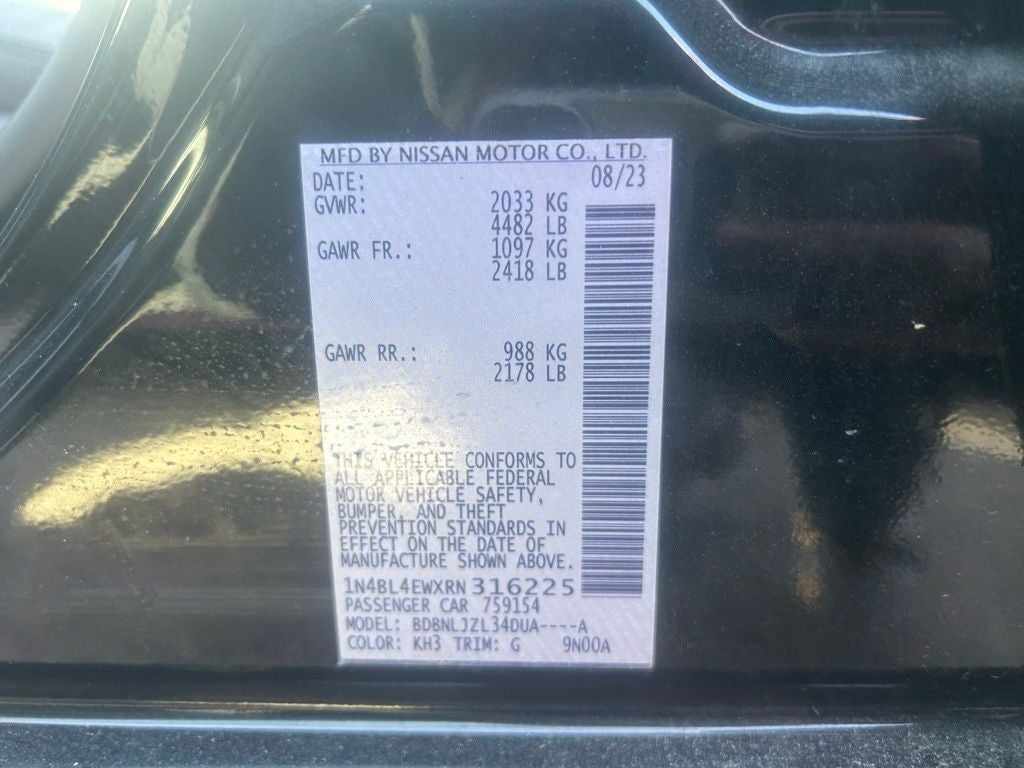 MFD BY NISSAN MOTOR CO., LTD.
DATE: 08/23
GVWR: 2033 KG
4482 LB
GAWR FR.: 1097 KG
2418 LB
GAWR RR.: 988 KG
2178 LB
THIS VEHICLE CONFORMS TO
ALL APPLICABLE FEDERAL
MOTOR VEHICLE SAFETY,
BUMPER, AND THEFT
PREVENTION STANDARDS IN
EFFECT ON THE DATE OF
MANUFACTURE SHOWN ABOVE.
1N4BL4EWXRN316225
PASSENGER CAR 759154
MODEL: BDBNLJZL34DUA----A
COLOR: KH3 TRIM: G 9N00A